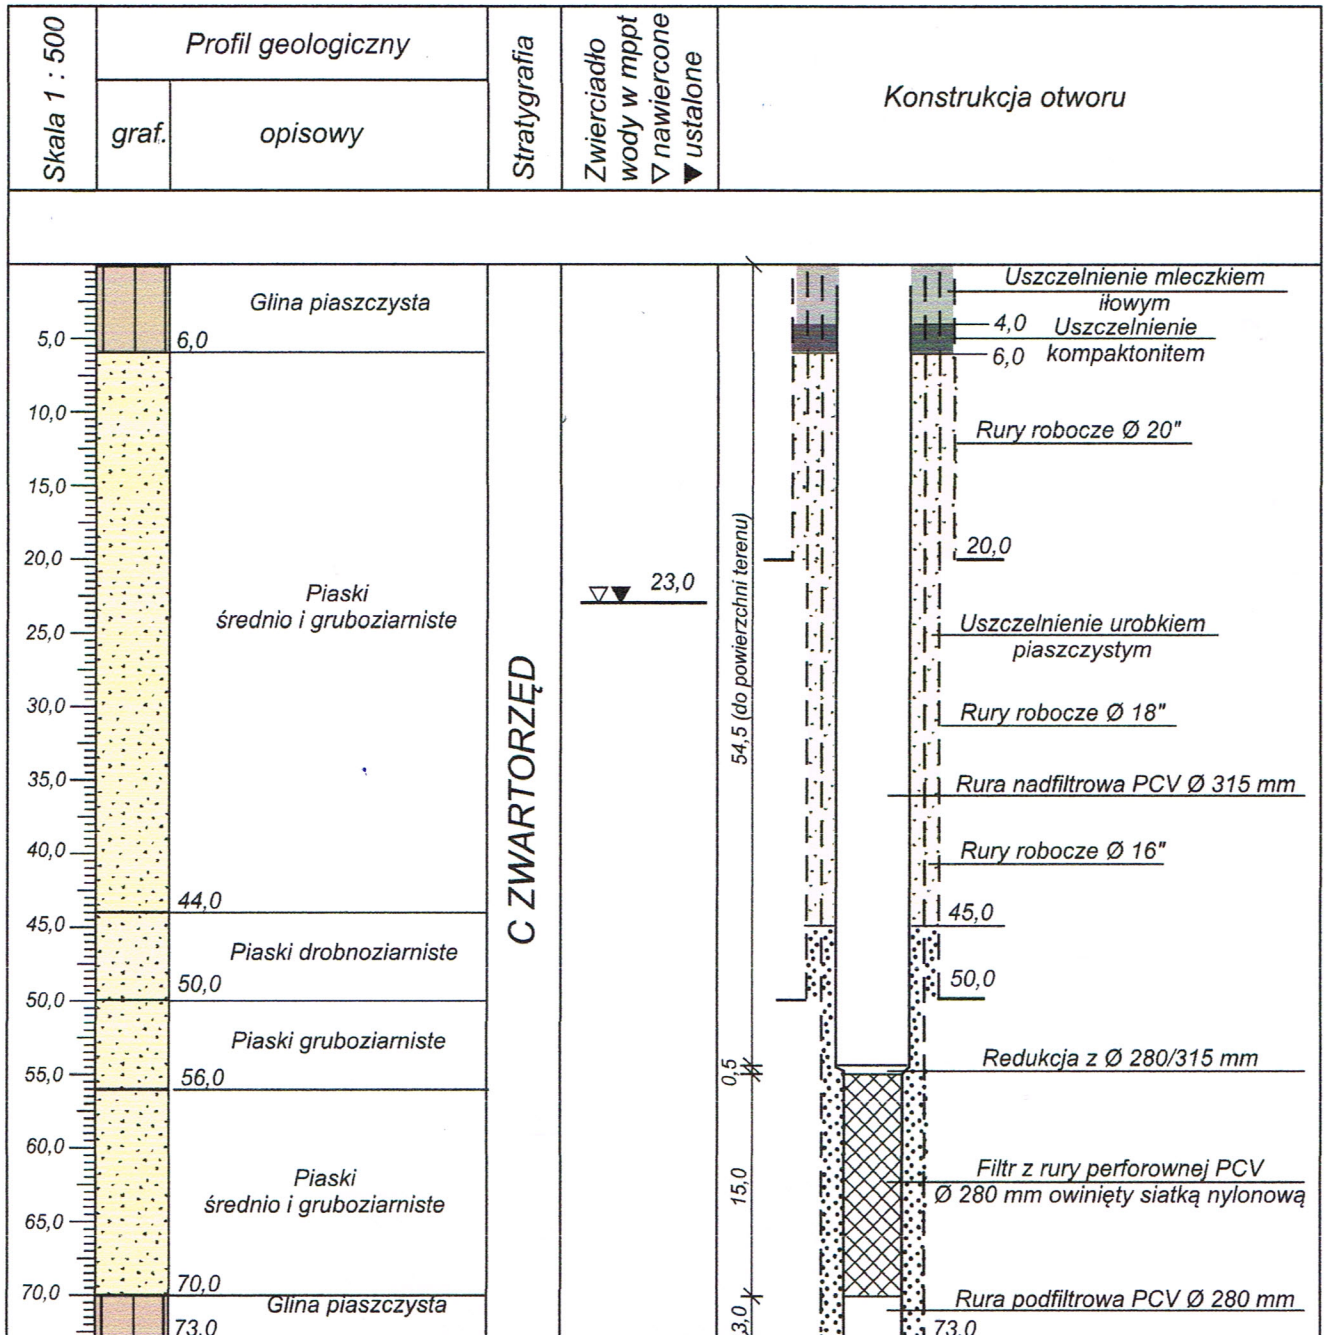 Skala 1 : 500
Profil geologiczny
graf.
opisowy
Stratygrafia
Zwierciadło
wody w mppt
▽ nawiercone
▼ ustalone
Konstrukcja otworu
5,0
10,0
15,0
20,0
25,0
30,0
35,0
40,0
45,0
50,0
55,0
60,0
65,0
70,0
Glina piaszczysta
6,0
Piaski
średnio i gruboziarniste
44,0
Piaski drobnoziarniste
50,0
Piaski gruboziarniste
56,0
Piaski
średnio i gruboziarniste
70,0
Glina piaszczysta
73,0
C ZWARTORZĘD
23,0
54,5 (do powierzchni terenu)
0,5
15,0
3,0
Uszczelnienie mleczkiem
iłowym
4,0
Uszczelnienie
kompaktonitem
6,0
Rury robocze Ø 20"
20,0
Uszczelnienie urobkiem
piaszczystym
Rury robocze Ø 18"
Rura nadfiltrowa PCV Ø 315 mm
Rury robocze Ø 16"
45,0
50,0
Redukcja z Ø 280/315 mm
Filtr z rury perforownej PCV
Ø 280 mm owinięty siatką nylonową
Rura podfiltrowa PCV Ø 280 mm
73,0